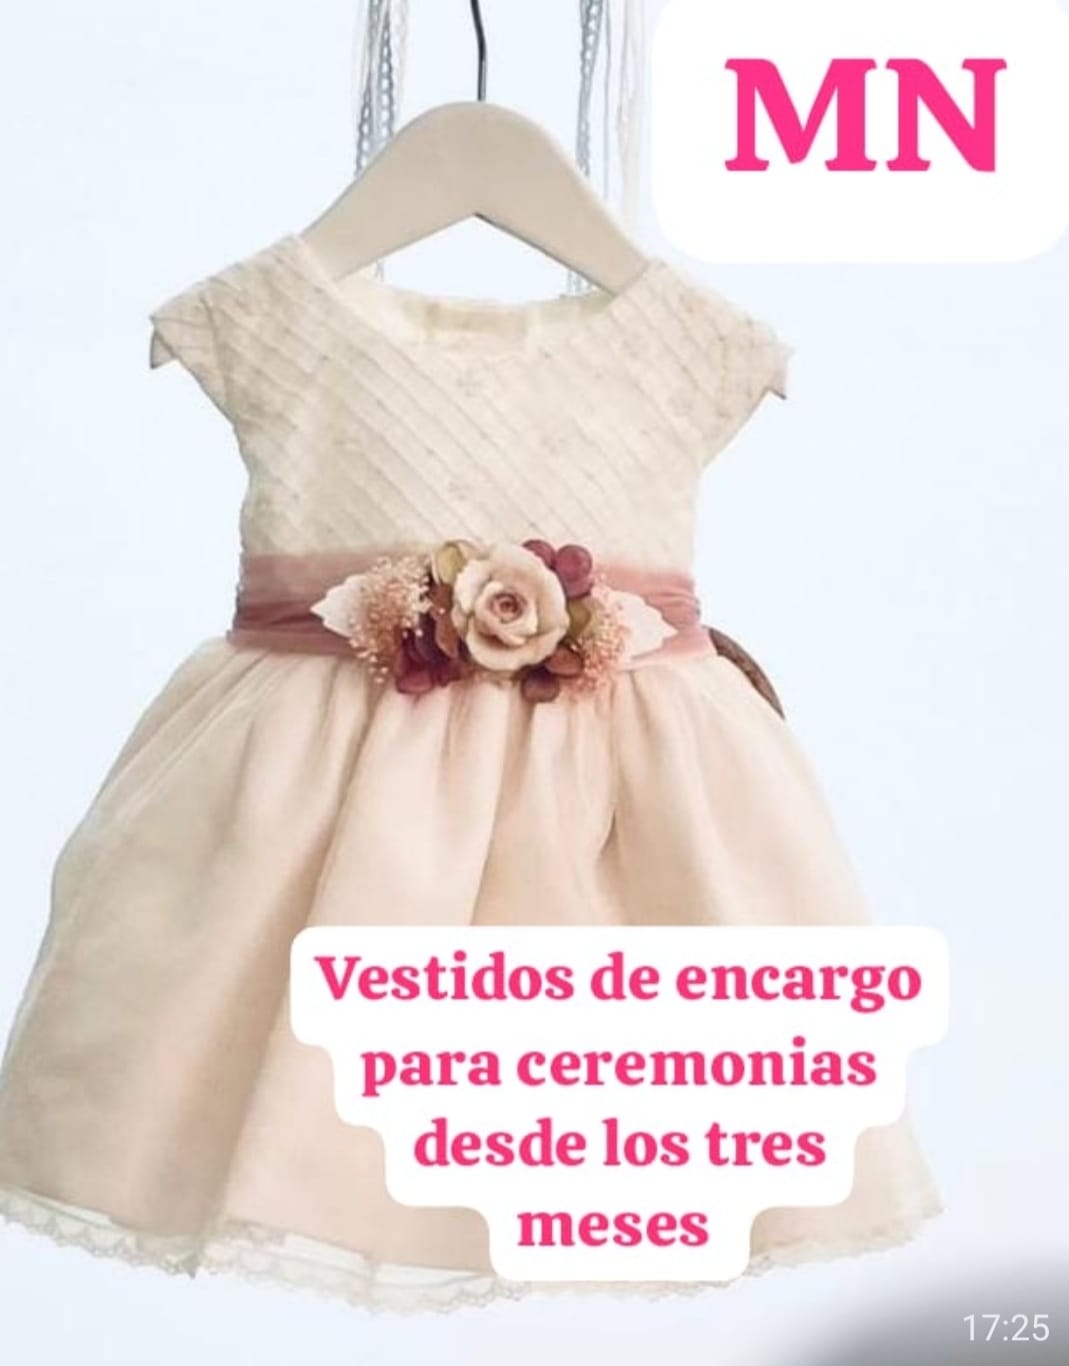 MN
Vestidos de encargo
para ceremonias
desde los tres
meses
17:25